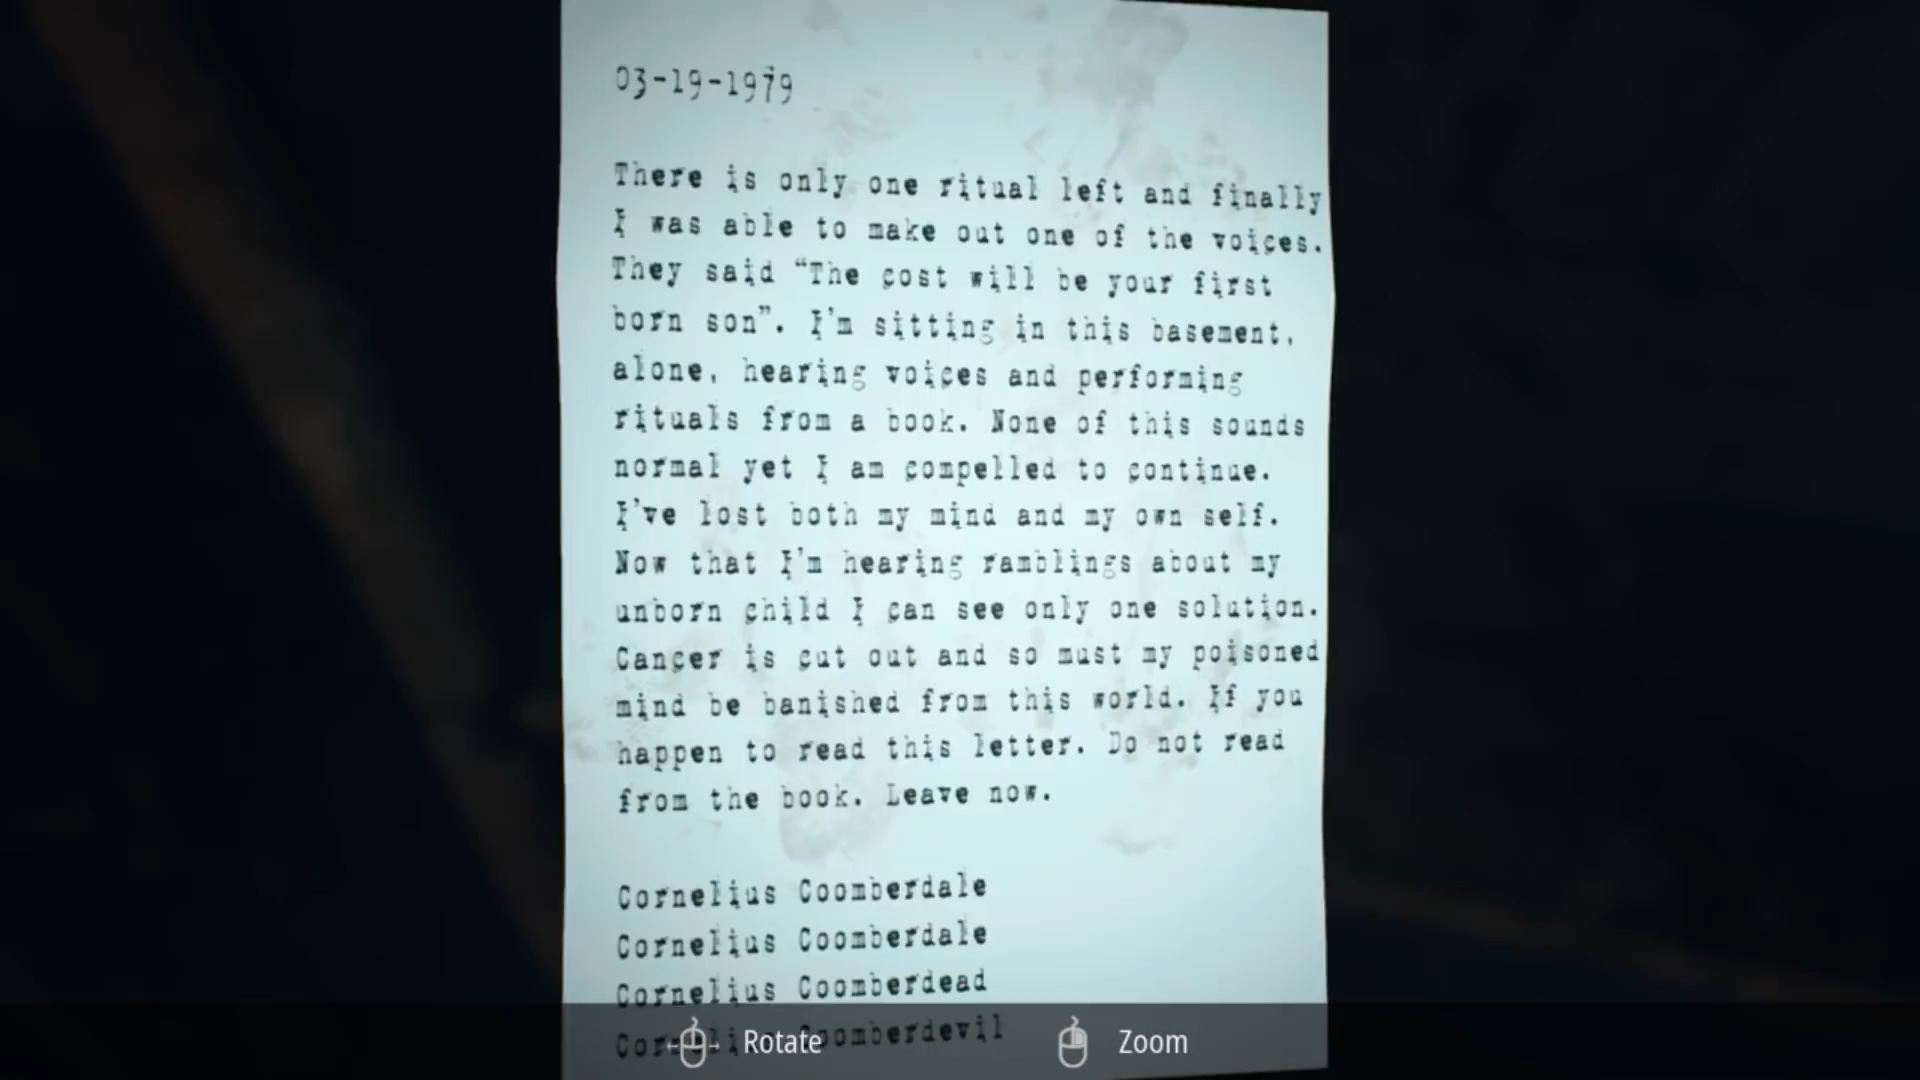 03-19-1979
There is only one ritual left and finally
I was able to make out one of the voices.
They said “The cost will be your first
born son”. I'm sitting in this basement,
alone, hearing voices and performing
rituals from a book. None of this sounds
normal yet I am compelled to continue.
I've lost both my mind and my own self.
Now that I'm hearing ramblings about my
unborn child I can see only one solution.
Cancer is cut out and so must my poisoned
mind be banished from this world. If you
happen to read this letter. Do not read
from the book. Leave now.
Cornelius Coomberdale
Cornelius Coomberdale
Cornelius Coomberdead
Cornelius Coomberdevil
Rotate Zoom